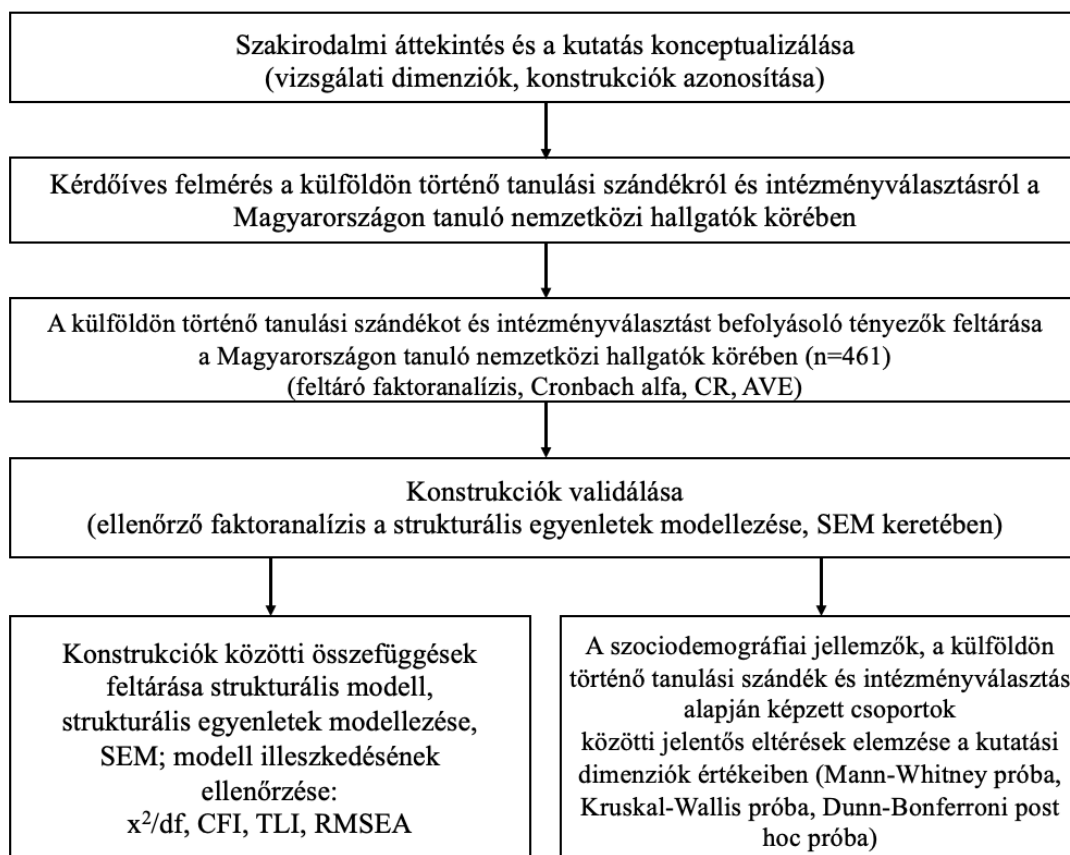 Szakirodalmi áttekintés és a kutatás konceptualizálása
(vizsgálati dimenziók, konstrukciók azonosítása)
Kérdőíves felmérés a külföldön történő tanulási szándékról és intézményválasztásról a
Magyarországon tanuló nemzetközi hallgatók körében
A külföldön történő tanulási szándékot és intézményválasztást befolyásoló tényezők feltárása
a Magyarországon tanuló nemzetközi hallgatók körében (n=461)
(feltáró faktoranalízis, Cronbach alfa, CR, AVE)
Konstrukciók validálása
(ellenőrző faktoranalízis a strukturális egyenletek modellezése, SEM keretében)
Konstrukciók közötti összefüggések
feltárása strukturális modell,
strukturális egyenletek modellezése,
SEM; modell illeszkedésének
ellenőrzése:
x²/df, CFI, TLI, RMSEA
A szociodemográfiai jellemzők, a külföldön
történő tanulási szándék és intézményválasztás
alapján képzett csoportok
közötti jelentős eltérések elemzése a kutatási
dimenziók értékeiben (Mann-Whitney próba,
Kruskal-Wallis próba, Dunn-Bonferroni post
hoc próba)